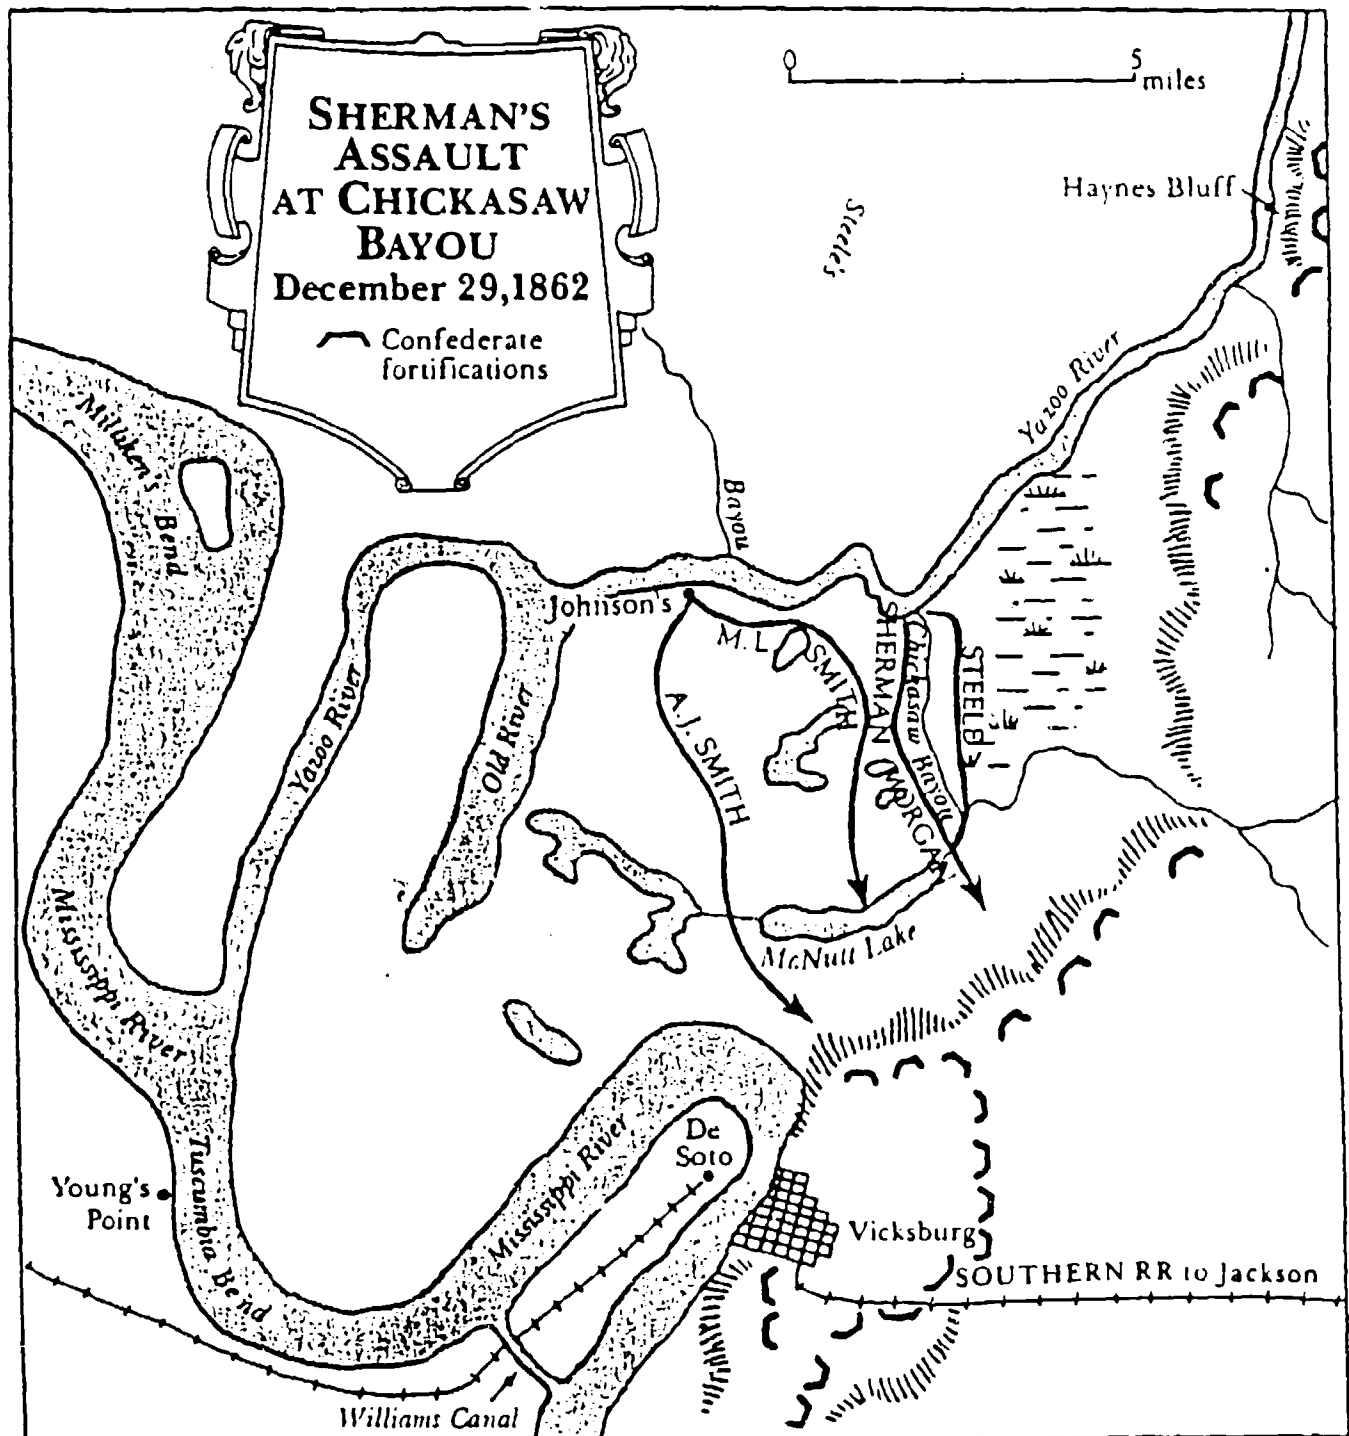 SHERMAN'S
ASSAULT
AT CHICKASAW
BAYOU
December 29,1862
Confederate
fortifications
0 5
miles
Haynes Bluff
Steele's
Bayou
Yazoo River
Milliken's Bend
Johnson's
M.L. SMITH
SHERMAN
Chickasaw Bayou
STEELE
A.J. SMITH
MORGAN
Yazoo River
Old River
McNutt Lake
Mississippi River
Tuscumbia Bend
Mississippi River
De
Soto
Young's
Point
Vicksburg
SOUTHERN RR to Jackson
Williams Canal